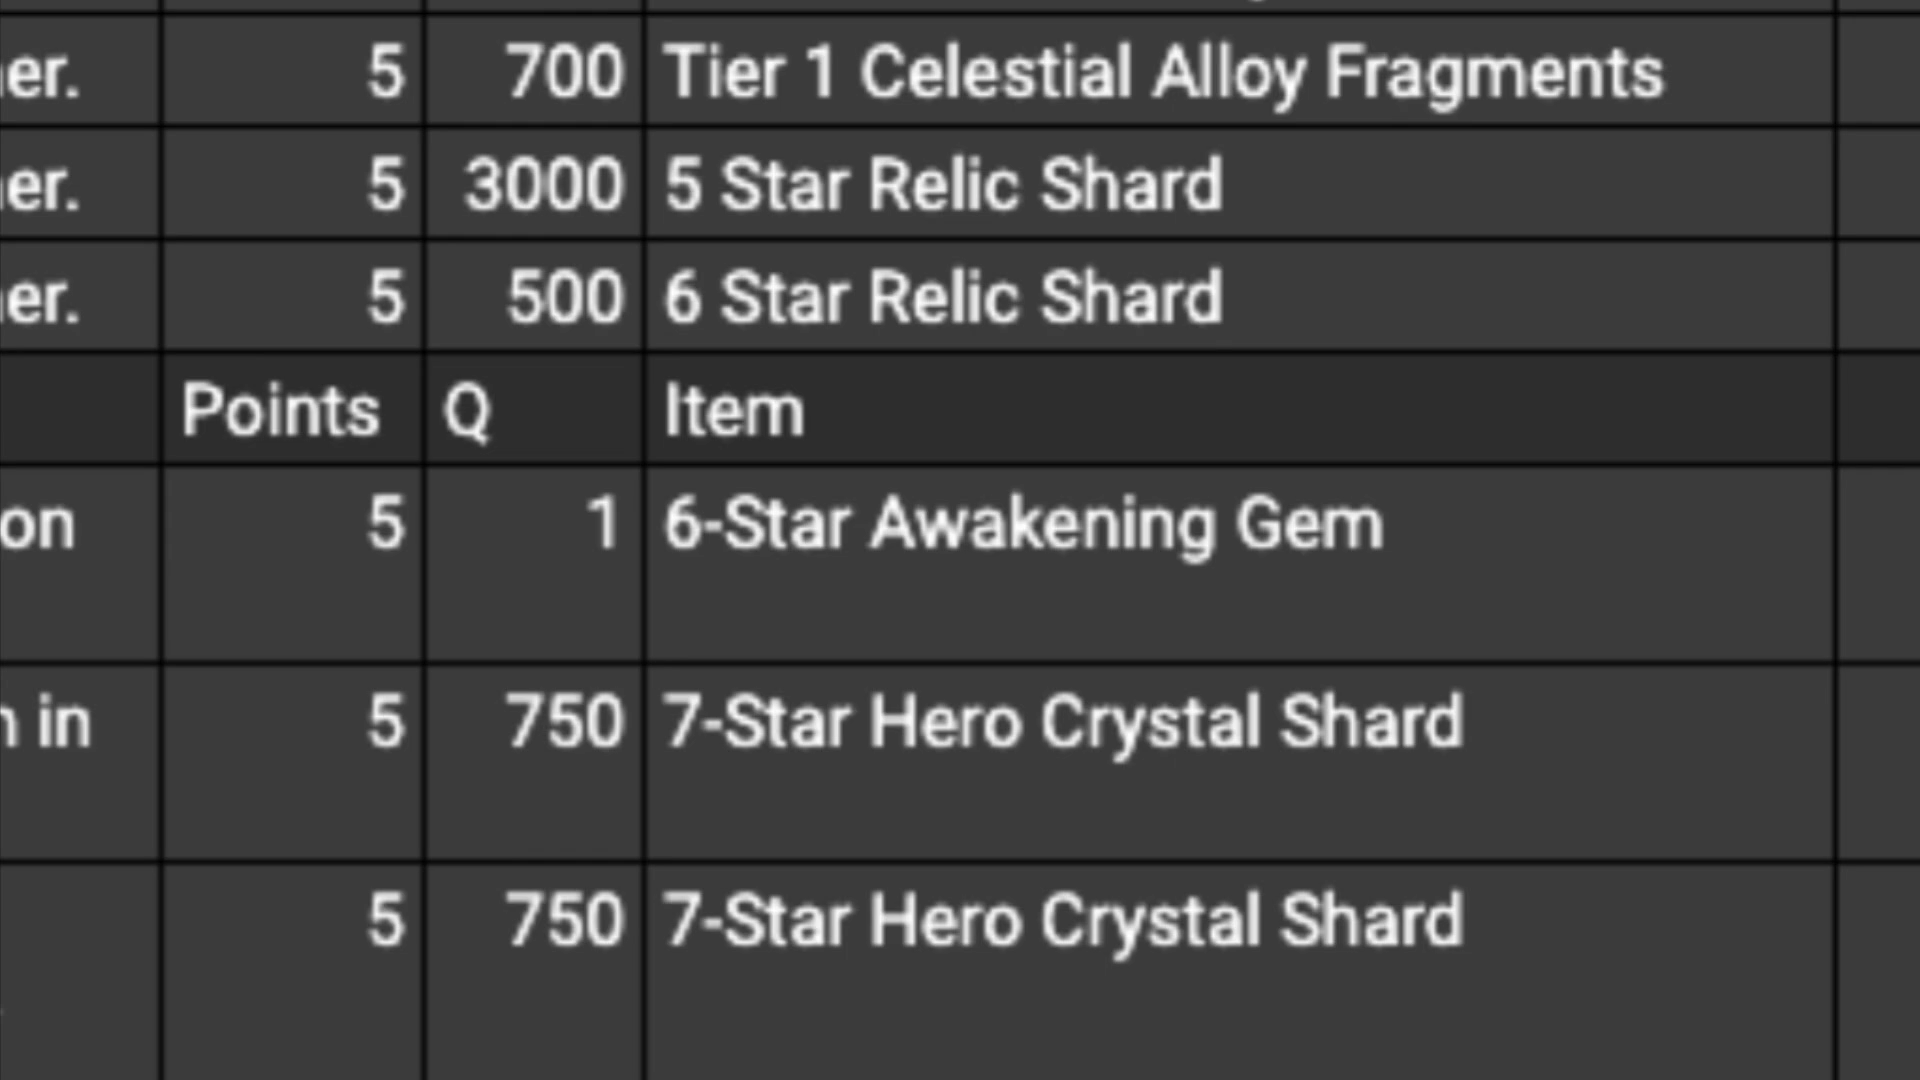 er. 5 700 Tier 1 Celestial Alloy Fragments
er. 5 3000 5 Star Relic Shard
er. 5 500 6 Star Relic Shard
Points Q Item
on 5 1 6-Star Awakening Gem
in 5 750 7-Star Hero Crystal Shard
5 750 7-Star Hero Crystal Shard